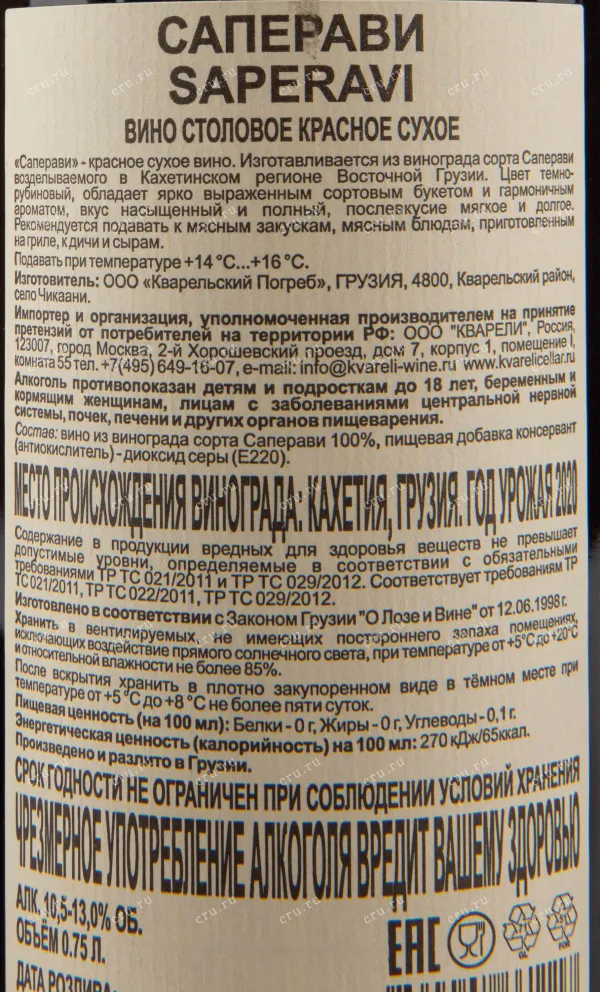 САПЕРАВИ
SAPERAVI
ВИНО СТОЛОВОЕ КРАСНОЕ СУХОЕ
«Саперави» - красное сухое вино. Изготавливается из винограда сорта Саперави
возделываемого в Кахетинском регионе Восточной Грузии. Цвет темно-
рубиновый, обладает ярко выраженным сортовым букетом и гармоничным
ароматом, вкус насыщенный и полный, послевкусие мягкое и долгое.
Рекомендуется подавать к мясным закускам, мясным блюдам, приготовленным
на гриле, к дичи и сырам.
Подавать при температуре +14°С...+16°С.
Изготовитель: ООО «Кварельский Погреб», ГРУЗИЯ, 4800, Кварельский район,
село Чикаани.
Импортер и организация, уполномоченная производителем на принятие
претензий от потребителей на территории РФ: ООО "КВАРЕЛИ", Россия,
123007, город Москва, 2-й Хорошевский проезд, дом 7, корпус 1, помещение I,
комната 55 тел. +7(495) 649-16-07, e-mail: info@kvareli-wine.ru www.kvarelicellar.ru
Алкоголь противопоказан детям и подросткам до 18 лет, беременным и
кормящим женщинам, лицам с заболеваниями центральной нервной
системы, почек, печени и других органов пищеварения.
Состав: вино из винограда сорта Саперави 100%, пищевая добавка консервант
(антиокислитель) - диоксид серы (Е220).
МЕСТО ПРОИСХОЖДЕНИЯ ВИНОГРАДА: КАХЕТИЯ, ГРУЗИЯ. ГОД УРОЖАЯ 2020
Содержание в продукции вредных для здоровья веществ не превышает
допустимые уровни, определяемые в соответствии с обязательными
требованиями ТР ТС 021/2011 и ТР ТС 029/2012. Соответствует требованиям ТР
ТС 021/2011, ТР ТС 022/2011, ТР ТС 029/2012.
Изготовлено в соответствии с Законом Грузии "О Лозе и Вине" от 12.06.1998 г.
Хранить в вентилируемых, не имеющих постороннего запаха помещениях,
исключающих воздействие прямого солнечного света, при температуре от +5°С до +20°С
и относительной влажности не более 85%.
После вскрытия хранить в плотно закупоренном виде в тёмном месте при
температуре от +5°С до +8°С не более пяти суток.
Пищевая ценность (на 100 мл): Белки - 0 г, Жиры - 0 г, Углеводы - 0,1 г.
Энергетическая ценность (калорийность) на 100 мл: 270 кДж/65ккал.
Произведено и разлито в Грузии.
СРОК ГОДНОСТИ НЕ ОГРАНИЧЕН ПРИ СОБЛЮДЕНИИ УСЛОВИЙ ХРАНЕНИЯ
ЧРЕЗМЕРНОЕ УПОТРЕБЛЕНИЕ АЛКОГОЛЯ ВРЕДИТ ВАШЕМУ ЗДОРОВЬЮ
АЛК. 10,5-13,0% ОБ.
ОБЪЁМ 0.75 Л.
ДАТА РОЗЛИВА
EAC
cru.ru